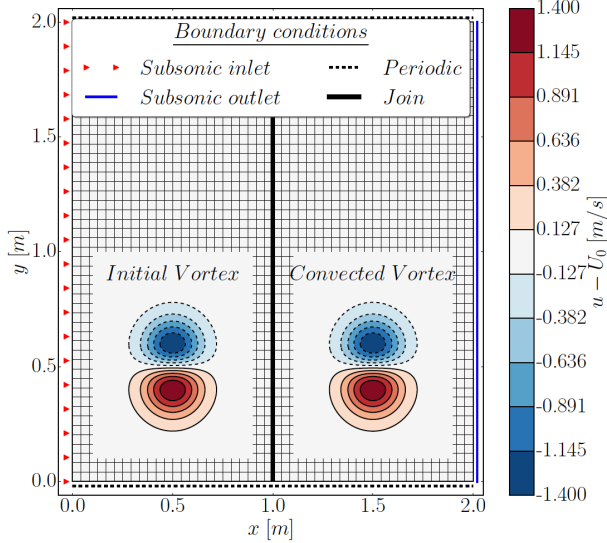 Boundary conditions
Subsonic inlet
Periodic
Subsonic outlet
Join
2.0
1.5
1.0
0.5
0.0
y [m]
Initial Vortex
Convected Vortex
0.0 0.5 1.0 1.5 2.0
x [m]
1.400
1.145
0.891
0.636
0.382
0.127
-0.127
-0.382
-0.636
-0.891
-1.145
-1.400
u − U₀ [m/s]